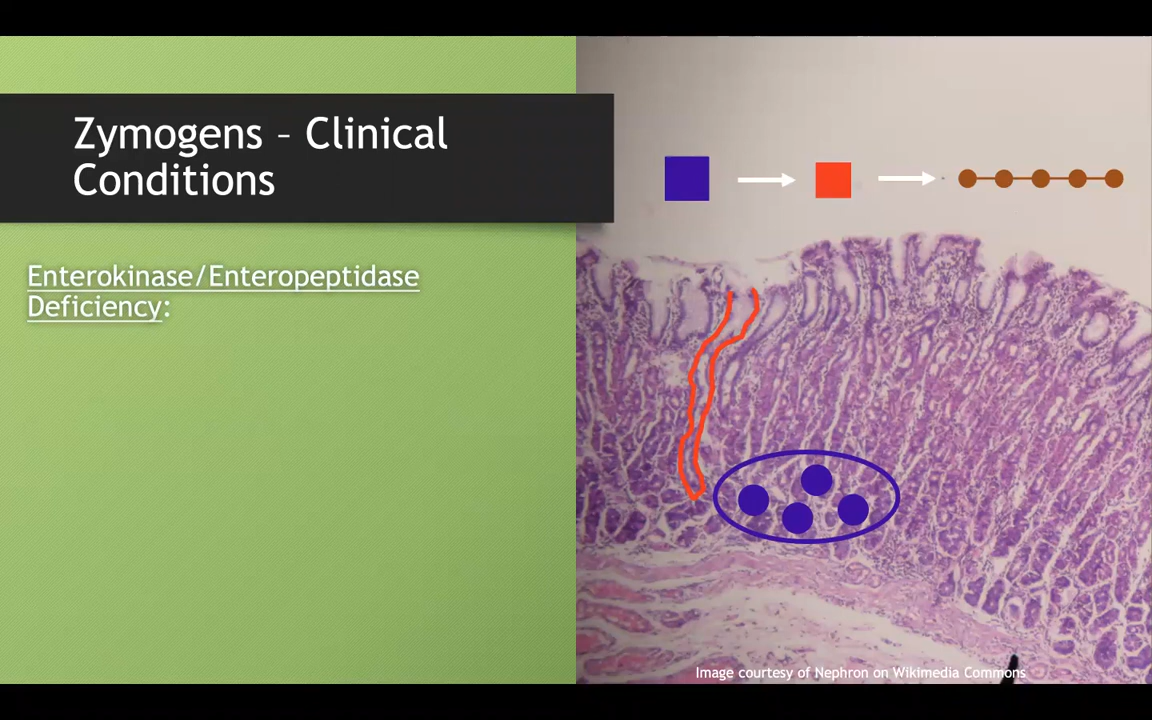 Zymogens – Clinical
Conditions
Enterokinase/Enteropeptidase
Deficiency:
Image courtesy of Nephron on Wikimedia Commons